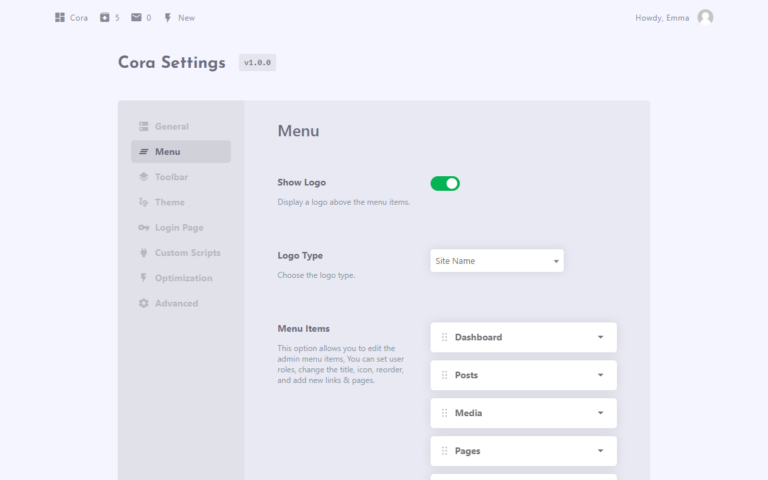 Cora 5 0 New Howdy, Emma
Cora Settings v1.0.0
General
Menu
Toolbar
Theme
Login Page
Custom Scripts
Optimization
Advanced
Menu
Show Logo
Display a logo above the menu items.
Logo Type
Choose the logo type.
Site Name
Menu Items
This option allows you to edit the
admin menu items, You can set user
roles, change the title, icon, reorder,
and add new links & pages.
Dashboard
Posts
Media
Pages